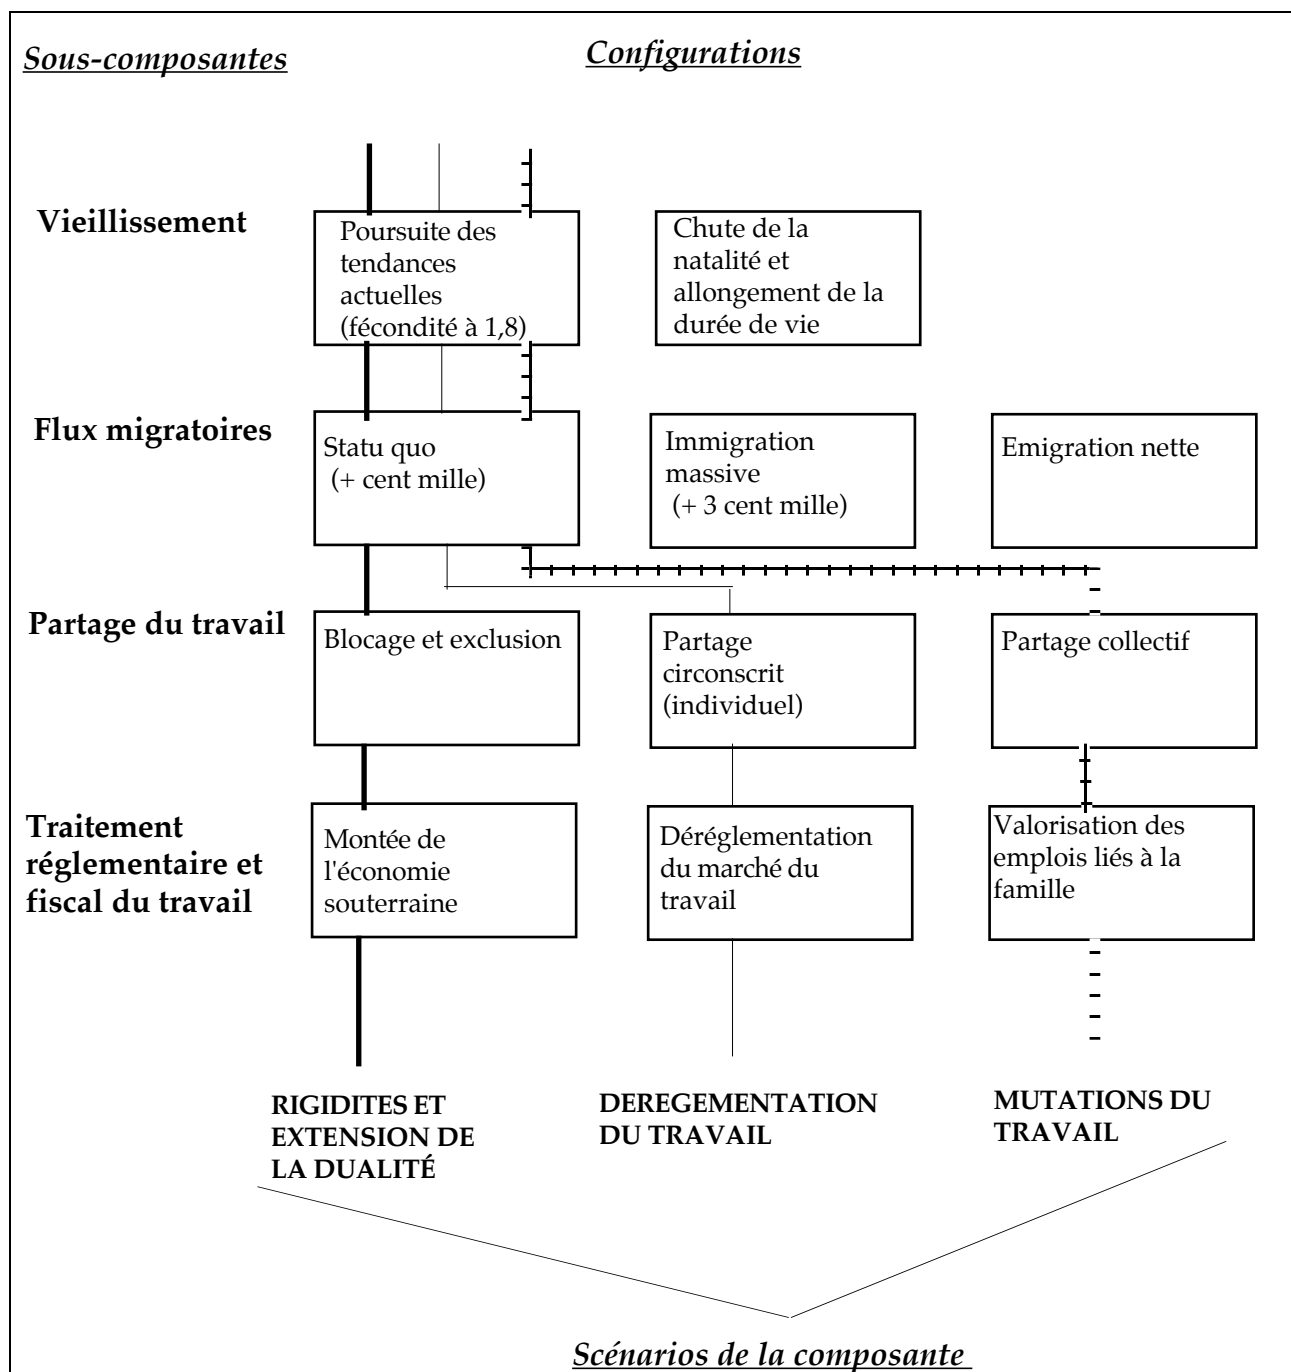 Sous-composantes
Configurations
Vieillissement
Poursuite des
tendances
actuelles
(fécondité à 1,8)
Chute de la
natalité et
allongement de la
durée de vie
Flux migratoires
Statu quo
(+ cent mille)
Immigration
massive
(+ 3 cent mille)
Emigration nette
Partage du travail
Blocage et exclusion
Partage
circonscrit
(individuel)
Partage collectif
Traitement
réglementaire et
fiscal du travail
Montée de
l'économie
souterraine
Déréglementation
du marché du
travail
Valorisation des
emplois liés à la
famille
RIGIDITES ET
EXTENSION DE
LA DUALITÉ
DEREGEMENTATION
DU TRAVAIL
MUTATIONS DU
TRAVAIL
Scénarios de la composante